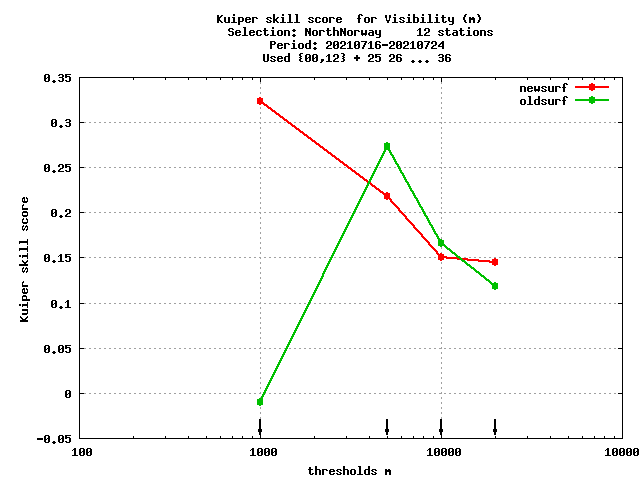 Kuiper skill score  for Visibility (m)
Selection: NorthNorway     12 stations
Period: 20210716-20210724
Used {00,12} + 25 26 ... 36
newsurf
oldsurf
Kuiper skill score
0.35
0.3
0.25
0.2
0.15
0.1
0.05
0
-0.05
100 1000 10000 10000
thresholds m